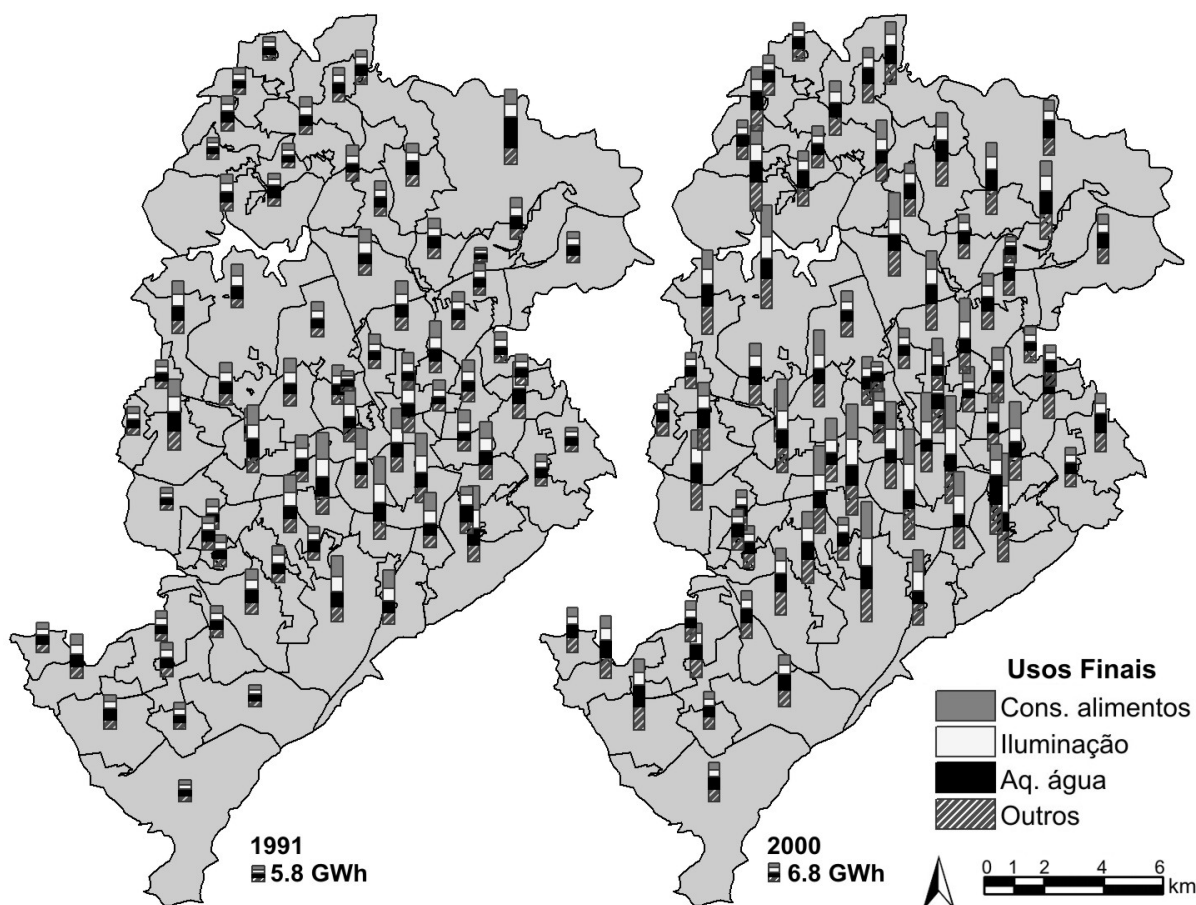 Usos Finais
Cons. alimentos
Iluminação
Aq. água
Outros
1991
5.8 GWh
2000
6.8 GWh
0 1 2 4 6
km